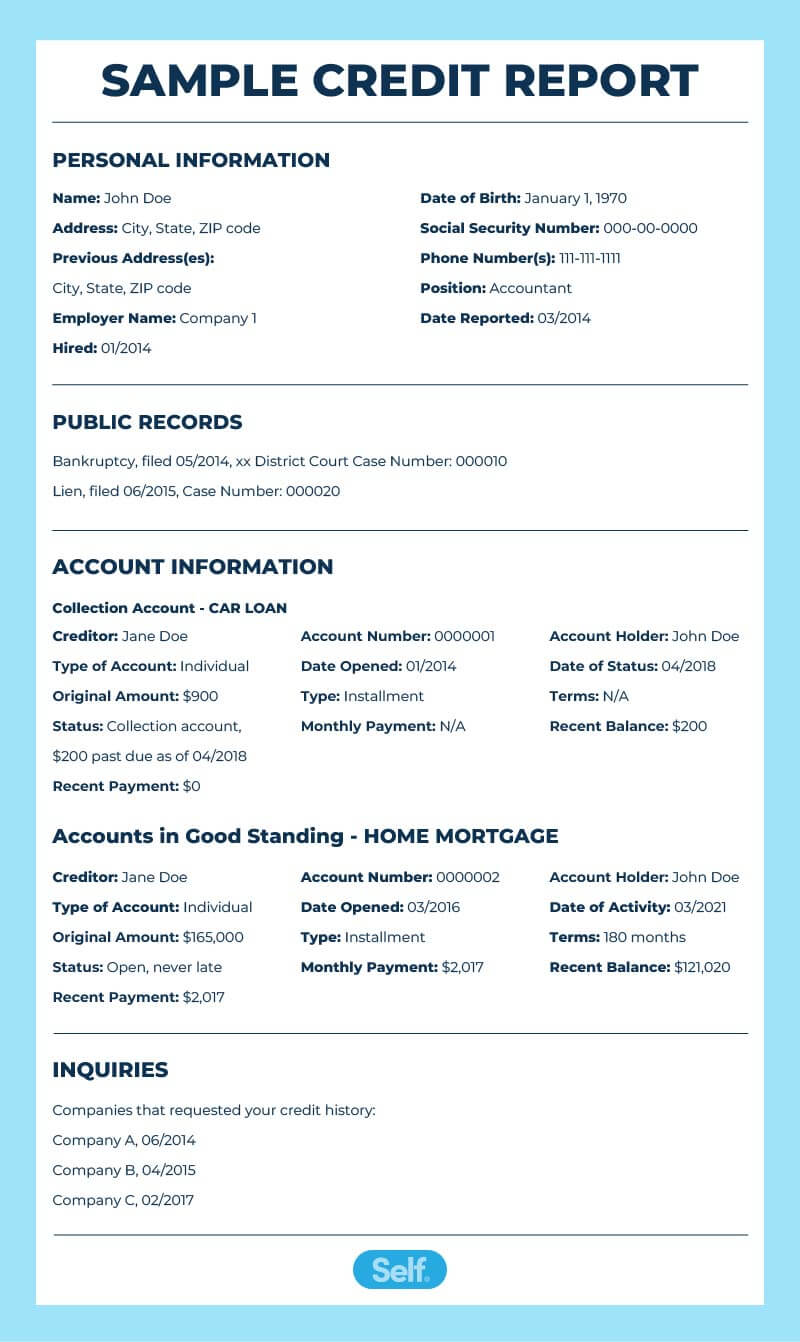 SAMPLE CREDIT REPORT
PERSONAL INFORMATION
Name: John Doe
Address: City, State, ZIP code
Previous Address(es):
City, State, ZIP code
Employer Name: Company 1
Hired: 01/2014
Date of Birth: January 1, 1970
Social Security Number: 000-00-0000
Phone Number(s): 111-111-1111
Position: Accountant
Date Reported: 03/2014
PUBLIC RECORDS
Bankruptcy, filed 05/2014, xx District Court Case Number: 000010
Lien, filed 06/2015, Case Number: 000020
ACCOUNT INFORMATION
Collection Account - CAR LOAN
Creditor: Jane Doe
Type of Account: Individual
Original Amount: $900
Status: Collection account,
$200 past due as of 04/2018
Recent Payment: $0
Account Number: 0000001
Date Opened: 01/2014
Type: Installment
Monthly Payment: N/A
Account Holder: John Doe
Date of Status: 04/2018
Terms: N/A
Recent Balance: $200
Accounts in Good Standing - HOME MORTGAGE
Creditor: Jane Doe
Type of Account: Individual
Original Amount: $165,000
Status: Open, never late
Recent Payment: $2,017
Account Number: 0000002
Date Opened: 03/2016
Type: Installment
Monthly Payment: $2,017
Account Holder: John Doe
Date of Activity: 03/2021
Terms: 180 months
Recent Balance: $121,020
INQUIRIES
Companies that requested your credit history:
Company A, 06/2014
Company B, 04/2015
Company C, 02/2017
Self.